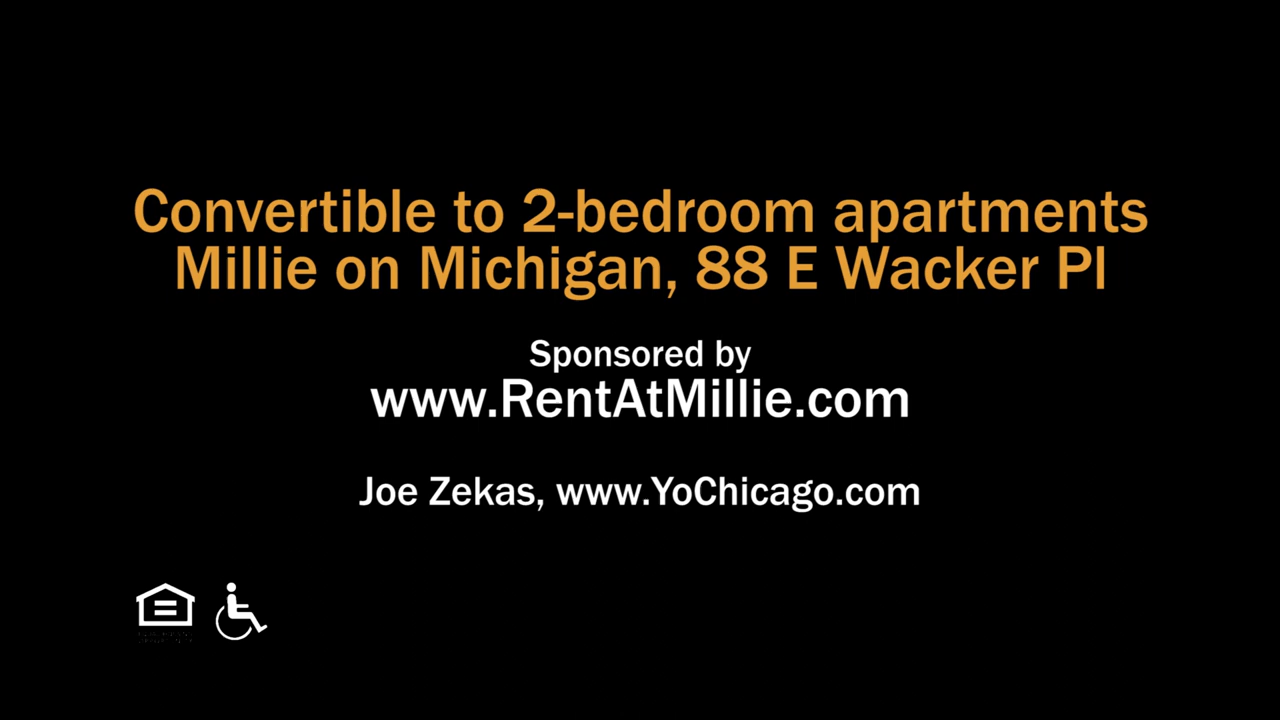 Convertible to 2-bedroom apartments
Millie on Michigan, 88 E Wacker Pl
Sponsored by
www.RentAtMillie.com
Joe Zekas, www.YoChicago.com